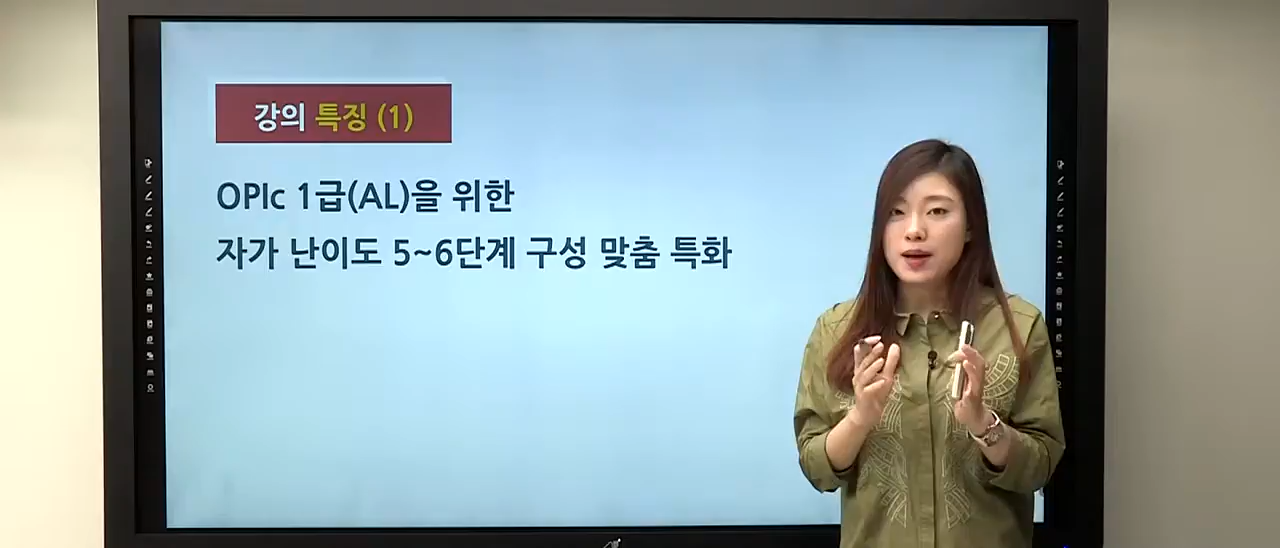 강의 특징 (1)
OPIc 1급(AL)을 위한
자가 난이도 5~6단계 구성 맞춤 특화